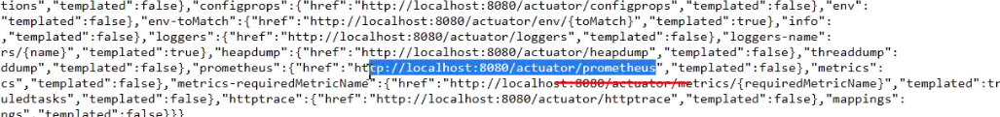 tions","templated":false},"configprops":{"href":"http://localhost:8080/actuator/configprops","templated":false},"env":
"templated":false},"env-toMatch":{"href":"http://localhost:8080/actuator/env/{toMatch}","templated":true},"info":
,"templated":false},"loggers":{"href":"http://localhost:8080/actuator/loggers","templated":false},"loggers-name":
rs/{name}","templated":true},"heapdump":{"href":"http://localhost:8080/actuator/heapdump","templated":false},"threaddump":
ddump","templated":false},"prometheus":{"href":"http://localhost:8080/actuator/prometheus","templated":false},"metrics":
cs","templated":false},"metrics-requiredMetricName":{"href":"http://localhost:8080/actuator/metrics/{requiredMetricName}","templated":tr
uledtasks","templated":false},"httptrace":{"href":"http://localhost:8080/actuator/httptrace","templated":false},"mappings":
ngs","templated":false}}}